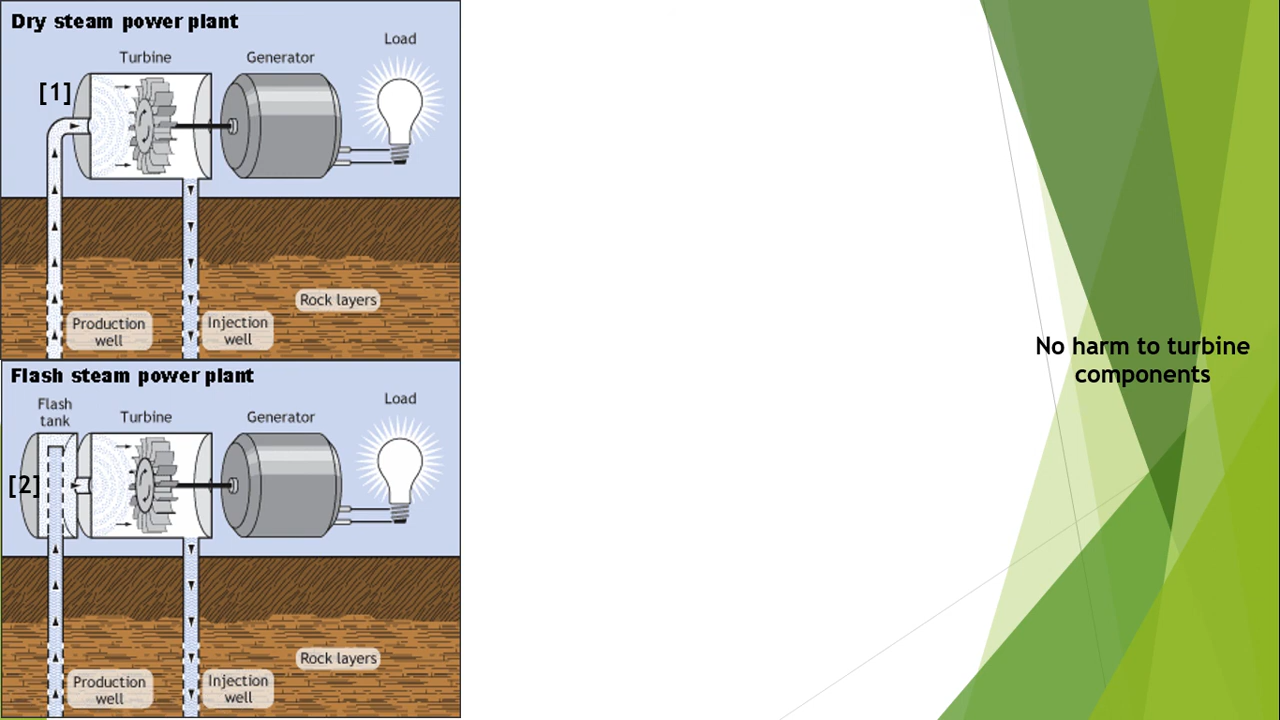 Dry steam power plant
Load
Turbine
Generator
[1]
Rock layers
Production
well
Injection
well
Flash steam power plant
Flash
tank
Load
Turbine
Generator
[2]
Rock layers
Production
well
Injection
well
No harm to turbine
components